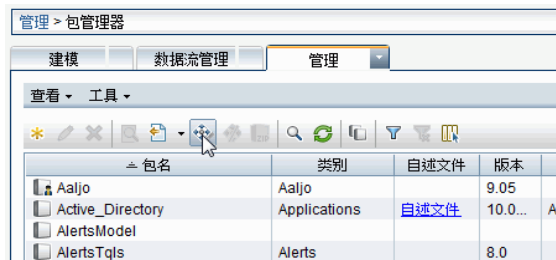 管理 > 包管理器
建模 数据流管理 管理
查看 工具
包名 类别 自述文件 版本
Aaljo Aaljo 9.05
Active_Directory Applications 自述文件 10.0... A
AlertsModel
AlertsTqls Alerts 8.0